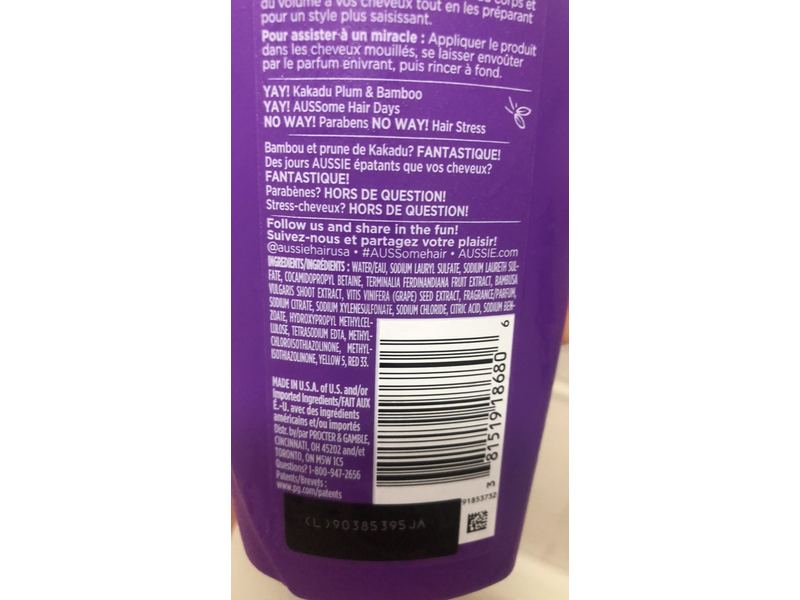 du volume à vos cheveux tout en les préparant
pour un style plus saisissant.
Pour assister à un miracle : Appliquer le produit
dans les cheveux mouillés, se laisser envoûter
par le parfum enivrant, puis rincer à fond.
YAY! Kakadu Plum & Bamboo
YAY! AUSSome Hair Days
NO WAY! Parabens NO WAY! Hair Stress
Bambou et prune de Kakadu? FANTASTIQUE!
Des jours AUSSIE épatants que vos cheveux?
FANTASTIQUE!
Parabènes? HORS DE QUESTION!
Stress-cheveux? HORS DE QUESTION!
Follow us and share in the fun!
Suivez-nous et partagez votre plaisir!
@aussiehairusa • #AUSSomehair • AUSSIE.com
INGREDIENTS/INGRÉDIENTS : WATER/EAU, SODIUM LAURYL SULFATE, SODIUM LAURETH SUL-
FATE, COCAMIDOPROPYL BETAINE, TERMINALIA FERDINANDIANA FRUIT EXTRACT, BAMBUSA
VULGARIS SHOOT EXTRACT, VITIS VINIFERA (GRAPE) SEED EXTRACT, FRAGRANCE/PARFUM,
SODIUM CITRATE, SODIUM XYLENESULFONATE, SODIUM CHLORIDE, CITRIC ACID, SODIUM BEN-
ZOATE, HYDROXYPROPYL METHYLCEL-
LULOSE, TETRASODIUM EDTA, METHYL-
CHLOROISOTHIAZOLINONE, METHYL-
ISOTHIAZOLINONE, YELLOW 5, RED 33.
MADE IN U.S.A. of U.S. and/or
Imported Ingredients/FAIT AUX
É.-U. avec des ingrédients
américains et/ou importés
Distr. by/par PROCTER & GAMBLE,
CINCINNATI, OH 45202 and/et
TORONTO, ON M5W 1C5
Questions? 1-800-947-2656
Patents/Brevets :
www.pg.com/patents
3 81519 18680 6
91853732
(L)90385395JA